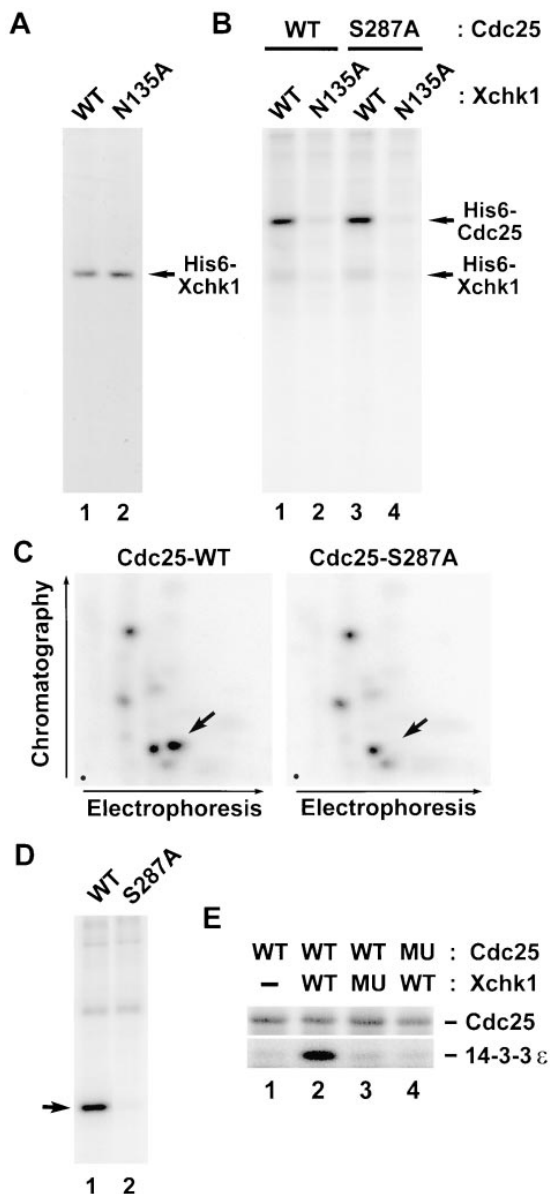 A
WT N135A
His6-
Xchk1
1 2
B
WT S287A : Cdc25
WT N135A WT N135A : Xchk1
His6-
Cdc25
His6-
Xchk1
1 2 3 4
C
Cdc25-WT Cdc25-S287A
Chromatography
Electrophoresis Electrophoresis
D
WT S287A
1 2
E
WT WT WT MU : Cdc25
– WT MU WT : Xchk1
– Cdc25
– 14-3-3 ε
1 2 3 4